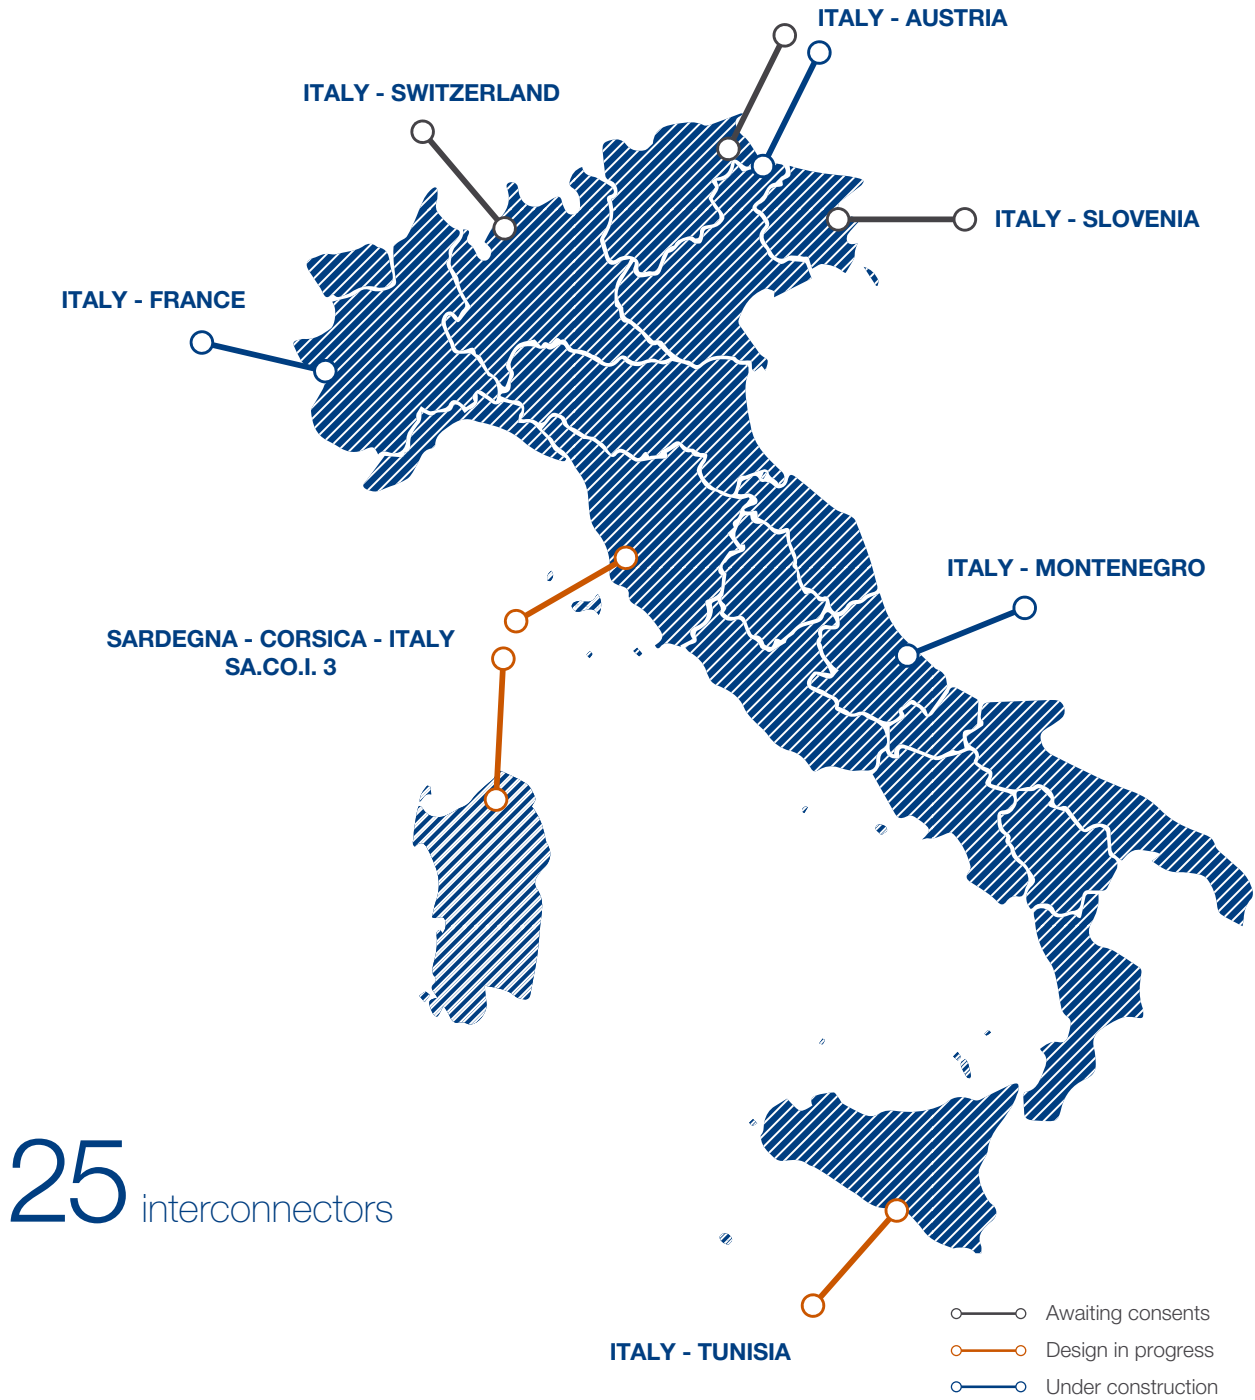 ITALY - AUSTRIA
ITALY - SWITZERLAND
ITALY - SLOVENIA
ITALY - FRANCE
ITALY - MONTENEGRO
SARDEGNA - CORSICA - ITALY
SA.CO.I. 3
25 interconnectors
ITALY - TUNISIA
Awaiting consents
Design in progress
Under construction